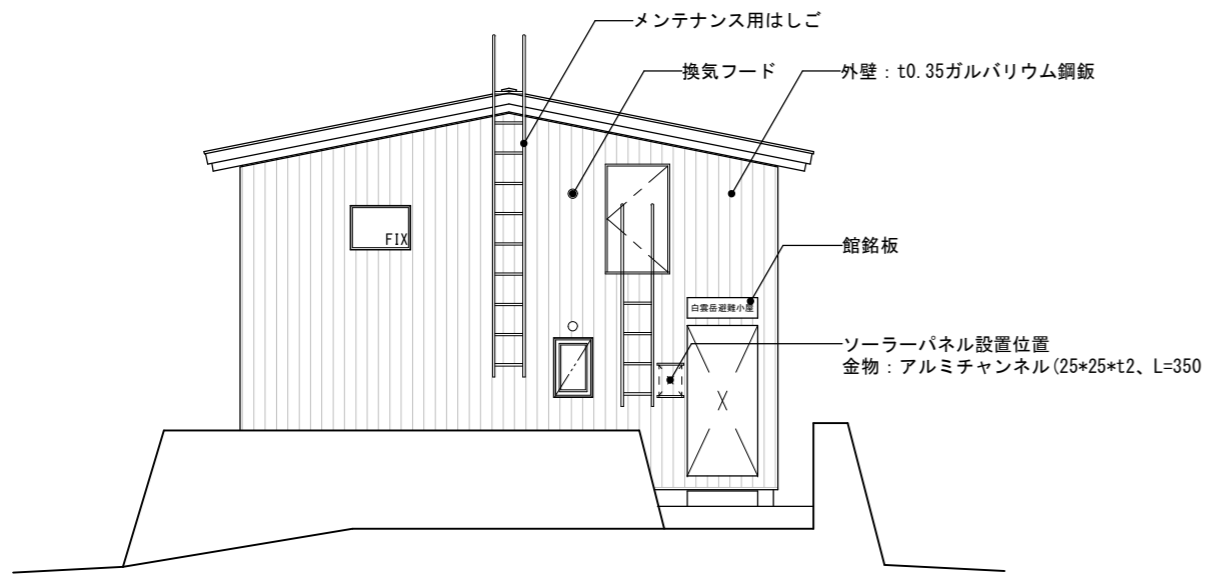 メンテナンス用はしご
換気フード
外壁：t0.35ガルバリウム鋼鈑
FIX
館銘板
白雲岳避難小屋
ソーラーパネル設置位置
金物：アルミチャンネル(25*25*t2、L=350